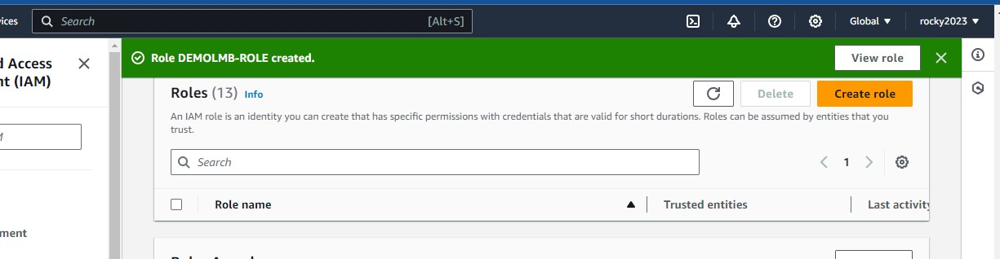 ices
Search
[Alt+S]
Global
rocky2023
d Access
nt (IAM)
Role DEMOLMB-ROLE created.
View role
Roles (13) Info
Delete
Create role
An IAM role is an identity you can create that has specific permissions with credentials that are valid for short durations. Roles can be assumed by entities that you
trust.
Search
1
Role name
Trusted entities
Last activity
ment